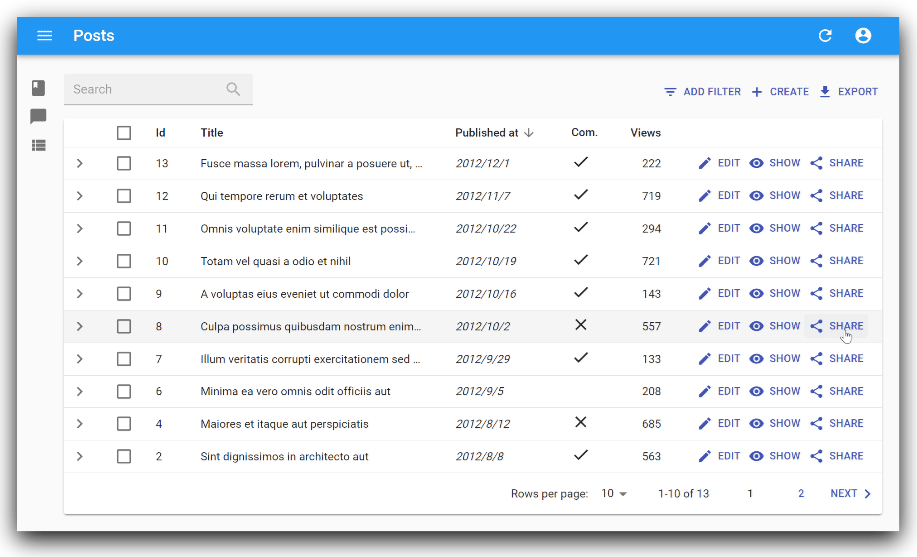 Posts
Search
ADD FILTER CREATE EXPORT
Id Title Published at Com. Views
13 Fusce massa lorem, pulvinar a posuere ut, ... 2012/12/1 222 EDIT SHOW SHARE
12 Qui tempore rerum et voluptates 2012/11/7 719 EDIT SHOW SHARE
11 Omnis voluptate enim similique est possi... 2012/10/22 294 EDIT SHOW SHARE
10 Totam vel quasi a odio et nihil 2012/10/19 721 EDIT SHOW SHARE
9 A voluptas eius eveniet ut commodi dolor 2012/10/16 143 EDIT SHOW SHARE
8 Culpa possimus quibusdam nostrum enim... 2012/10/2 557 EDIT SHOW SHARE
7 Illum veritatis corrupti exercitationem sed ... 2012/9/29 133 EDIT SHOW SHARE
6 Minima ea vero omnis odit officiis aut 2012/9/5 208 EDIT SHOW SHARE
4 Maiores et itaque aut perspiciatis 2012/8/12 685 EDIT SHOW SHARE
2 Sint dignissimos in architecto aut 2012/8/8 563 EDIT SHOW SHARE
Rows per page: 10 1-10 of 13 1 2 NEXT